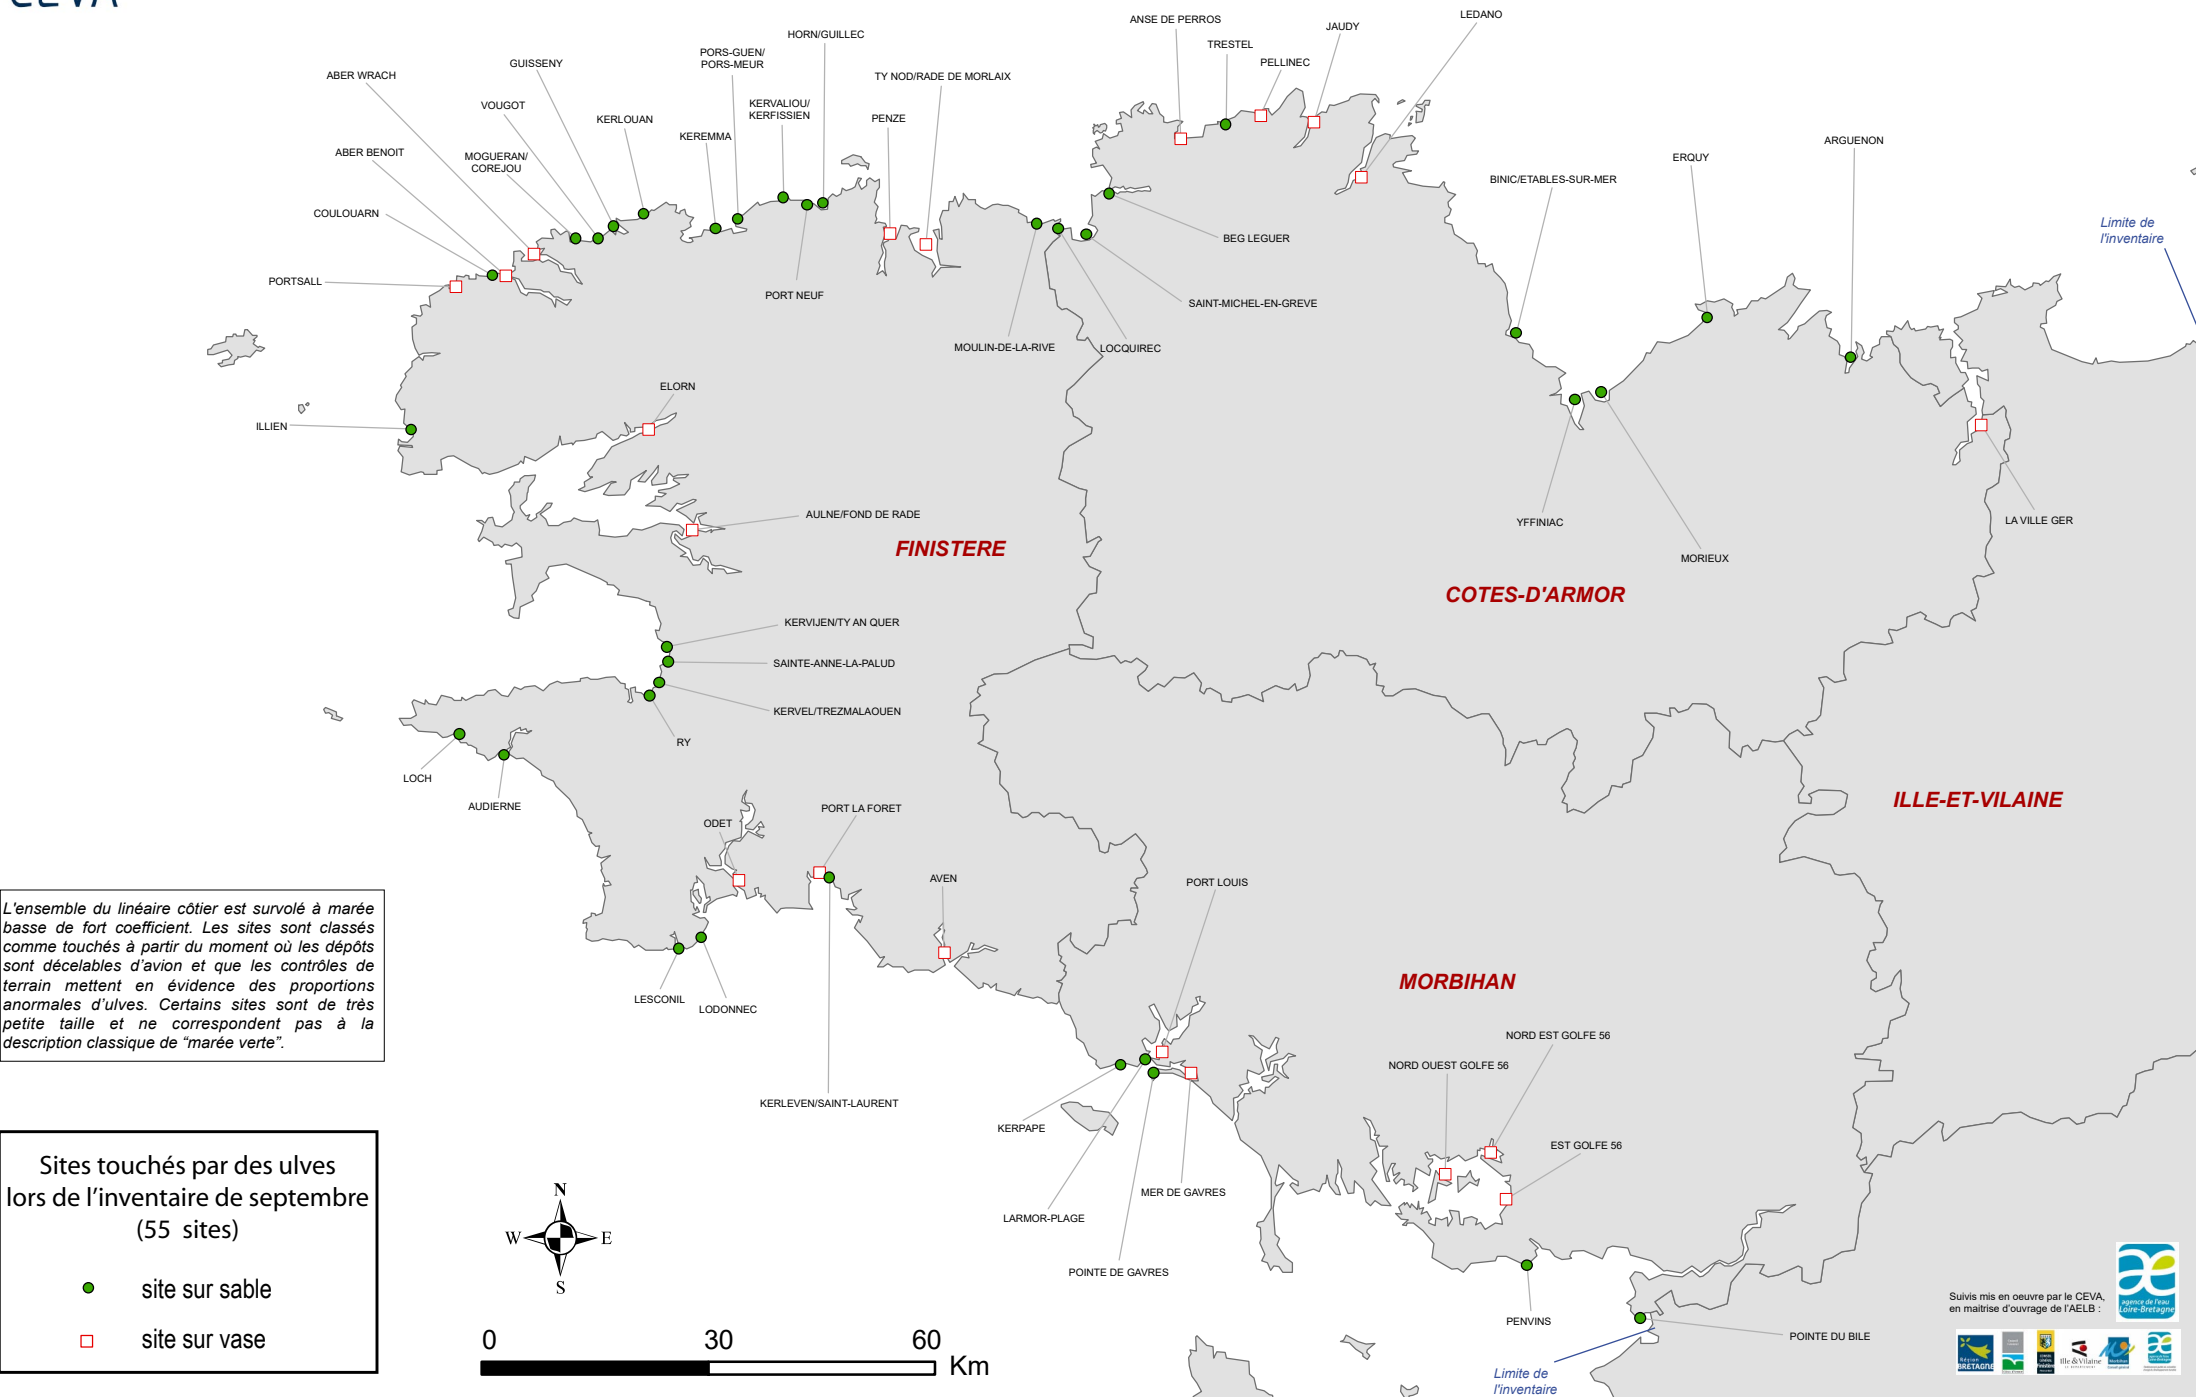 CEVA
LEDANO
ANSE DE PERROS
JAUDY
HORN/GUILLEC
TRESTEL
PORS-GUEN/
PORS-MEUR
GUISSENY
PELLINEC
ABER WRACH
TY NOD/RADE DE MORLAIX
VOUGOT
KERVALIOU/
KERFISSIEN
KERLOUAN
PENZE
KEREMMA
ARGUENON
ABER BENOIT
MOGUERAN/
COREJOU
ERQUY
BINIC/ETABLES-SUR-MER
COULOUARN
Limite de
l'inventaire
BEG LEGUER
PORTSALL
PORT NEUF
SAINT-MICHEL-EN-GREVE
MOULIN-DE-LA-RIVE
LOCQUIREC
ELORN
ILLIEN
AULNE/FOND DE RADE
YFFINIAC
LA VILLE GER
FINISTERE
MORIEUX
COTES-D'ARMOR
KERVIJEN/TY AN QUER
SAINTE-ANNE-LA-PALUD
KERVEL/TREZMALAOUEN
RY
LOCH
AUDIERNE
ILLE-ET-VILAINE
PORT LA FORET
ODET
AVEN
PORT LOUIS
L'ensemble du linéaire côtier est survolé à marée
basse de fort coefficient. Les sites sont classés
comme touchés à partir du moment où les dépôts
sont décelables d’avion et que les contrôles de
terrain mettent en évidence des proportions
anormales d’ulves. Certains sites sont de très
petite taille et ne correspondent pas à la
description classique de “marée verte”.
MORBIHAN
LESCONIL
LODONNEC
NORD EST GOLFE 56
NORD OUEST GOLFE 56
KERLEVEN/SAINT-LAURENT
KERPAPE
EST GOLFE 56
MER DE GAVRES
LARMOR-PLAGE
POINTE DE GAVRES
PENVINS
POINTE DU BILE
Sites touchés par des ulves
lors de l’inventaire de septembre
(55 sites)
site sur sable
site sur vase
N
W E
S
0 30 60
Km
Limite de
l'inventaire
Suivis mis en oeuvre par le CEVA,
en maitrise d’ouvrage de l’AELB :
agence de l'eau
Loire-Bretagne
Région
BRETAGNE
Ille & Vilaine
Morbihan